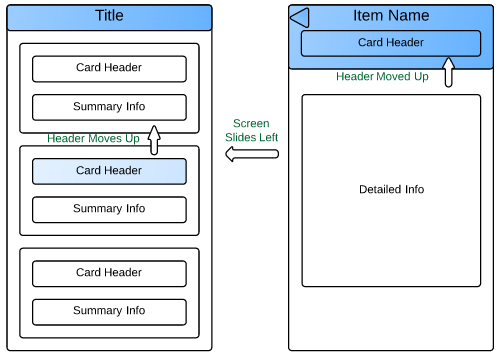 Title
Card Header
Summary Info
Header Moves Up
Card Header
Summary Info
Card Header
Summary Info
Screen
Slides Left
Item Name
Card Header
Header Moved Up
Detailed Info